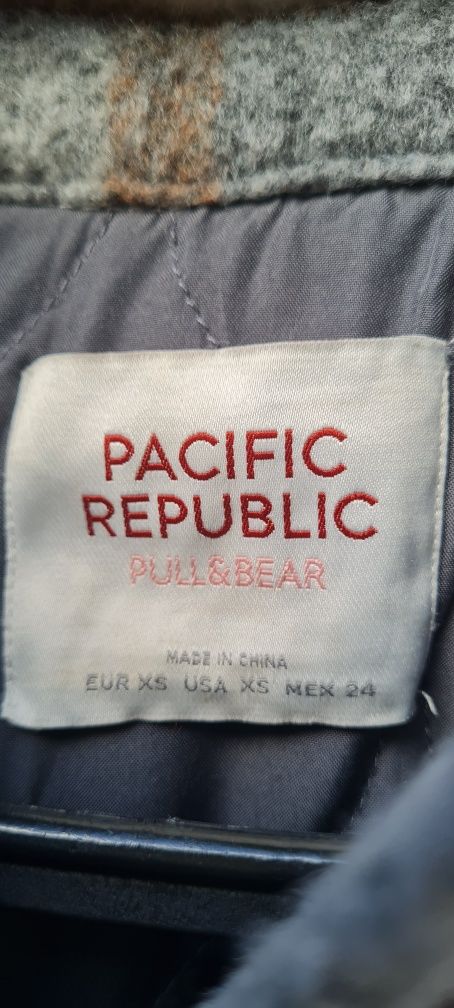 PACIFIC
REPUBLIC
PULL&BEAR
MADE IN CHINA
EUR XS USA XS MEX 24